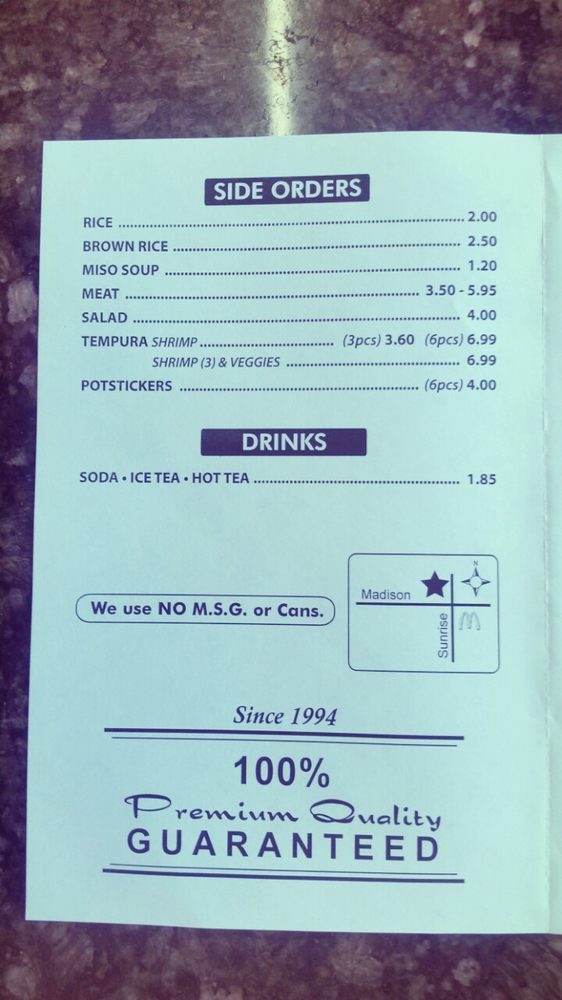 SIDE ORDERS
RICE 2.00
BROWN RICE 2.50
MISO SOUP 1.20
MEAT 3.50 - 5.95
SALAD 4.00
TEMPURA SHRIMP (3pcs) 3.60 (6pcs) 6.99
SHRIMP (3) & VEGGIES 6.99
POTSTICKERS (6pcs) 4.00
DRINKS
SODA • ICE TEA • HOT TEA 1.85
We use NO M.S.G. or Cans.
N
Madison
Sunrise
M
Since 1994
100%
Premium Quality
GUARANTEED